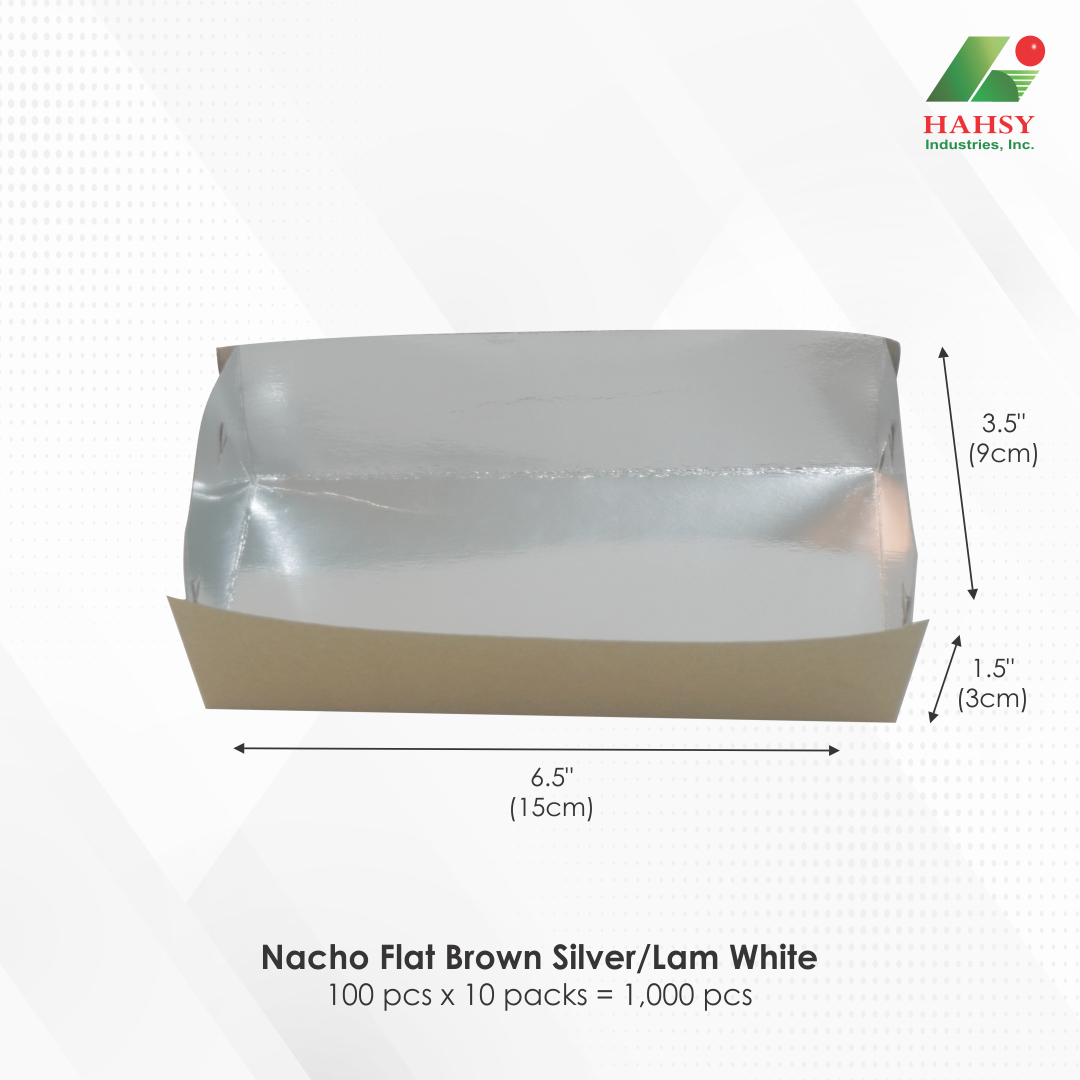 HAHSY
Industries, Inc.
3.5"
(9cm)
1.5"
(3cm)
6.5"
(15cm)
Nacho Flat Brown Silver/Lam White
100 pcs x 10 packs = 1,000 pcs